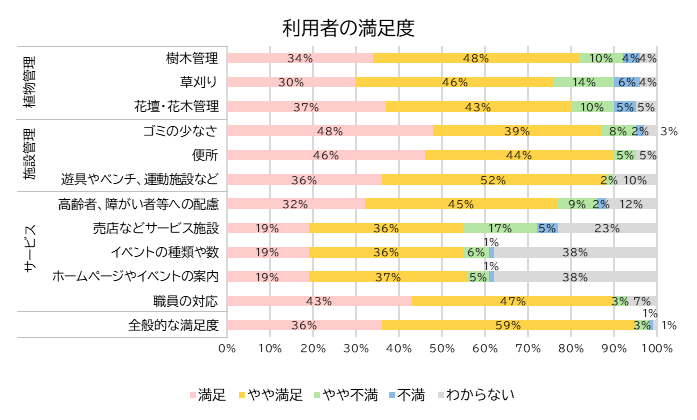 利用者の満足度
植物管理
樹木管理 34% 48% 10% 4% 4%
草刈り 30% 46% 14% 6% 4%
花壇・花木管理 37% 43% 10% 5% 5%
施設管理
ゴミの少なさ 48% 39% 8% 2% 3%
便所 46% 44% 5% 5%
遊具やベンチ、運動施設など 36% 52% 2% 10%
サービス
高齢者、障がい者等への配慮 32% 45% 9% 2% 12%
売店などサービス施設 19% 36% 17% 5% 23%
イベントの種類や数 19% 36% 6% 1% 38%
ホームページやイベントの案内 19% 37% 5% 1% 38%
職員の対応 43% 47% 3% 7%
全般的な満足度 36% 59% 3% 1% 1%
0% 10% 20% 30% 40% 50% 60% 70% 80% 90% 100%
満足 やや満足 やや不満 不満 わからない